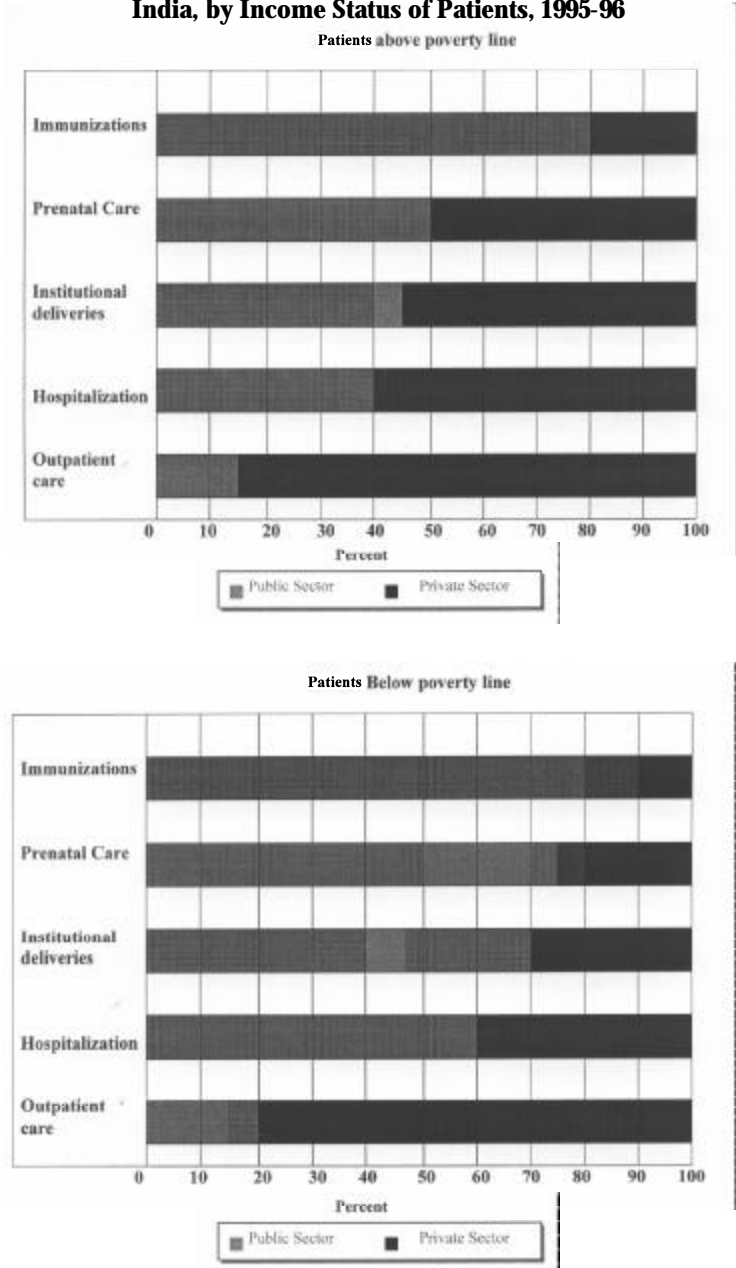 India, by Income Status of Patients, 1995-96
Patients above poverty line
Immunizations
Prenatal Care
Institutional
deliveries
Hospitalization
Outpatient
care
0 10 20 30 40 50 60 70 80 90 100
Percent
Public Sector Private Sector
Patients Below poverty line
Immunizations
Prenatal Care
Institutional
deliveries
Hospitalization
Outpatient
care
0 10 20 30 40 50 60 70 80 90 100
Percent
Public Sector Private Sector